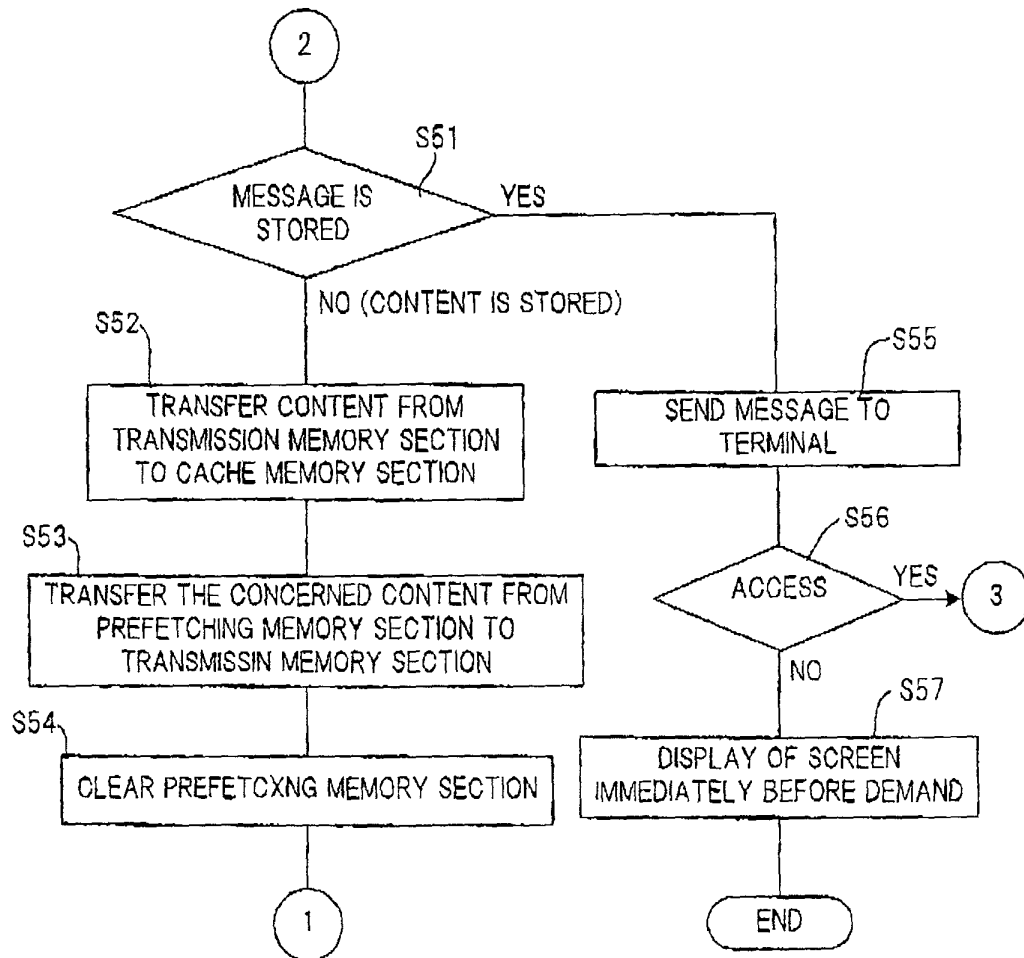 2
S51
MESSAGE IS
STORED
YES
NO (CONTENT IS STORED)
S52
TRANSFER CONTENT FROM
TRANSMISSION MEMORY SECTION
TO CACHE MEMORY SECTION
S53
TRANSFER THE CONCERNED CONTENT FROM
PREFETCHING MEMORY SECTION TO
TRANSMISSIN MEMORY SECTION
S54
CLEAR PREFETCXNG MEMORY SECTION
1
S55
SEND MESSAGE TO
TERMINAL
S56
ACCESS
YES
3
NO
S57
DISPLAY OF SCREEN
IMMEDIATELY BEFORE DEMAND
END